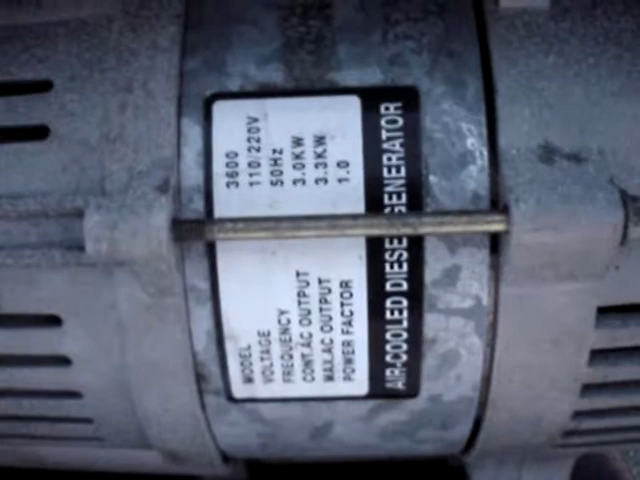 AIR-COOLED DIESEL GENERATOR
MODEL 3600
VOLTAGE 110/220V
FREQUENCY 50Hz
CONT.AC OUTPUT 3.0KW
MAX.AC OUTPUT 3.3KW
POWER FACTOR 1.0